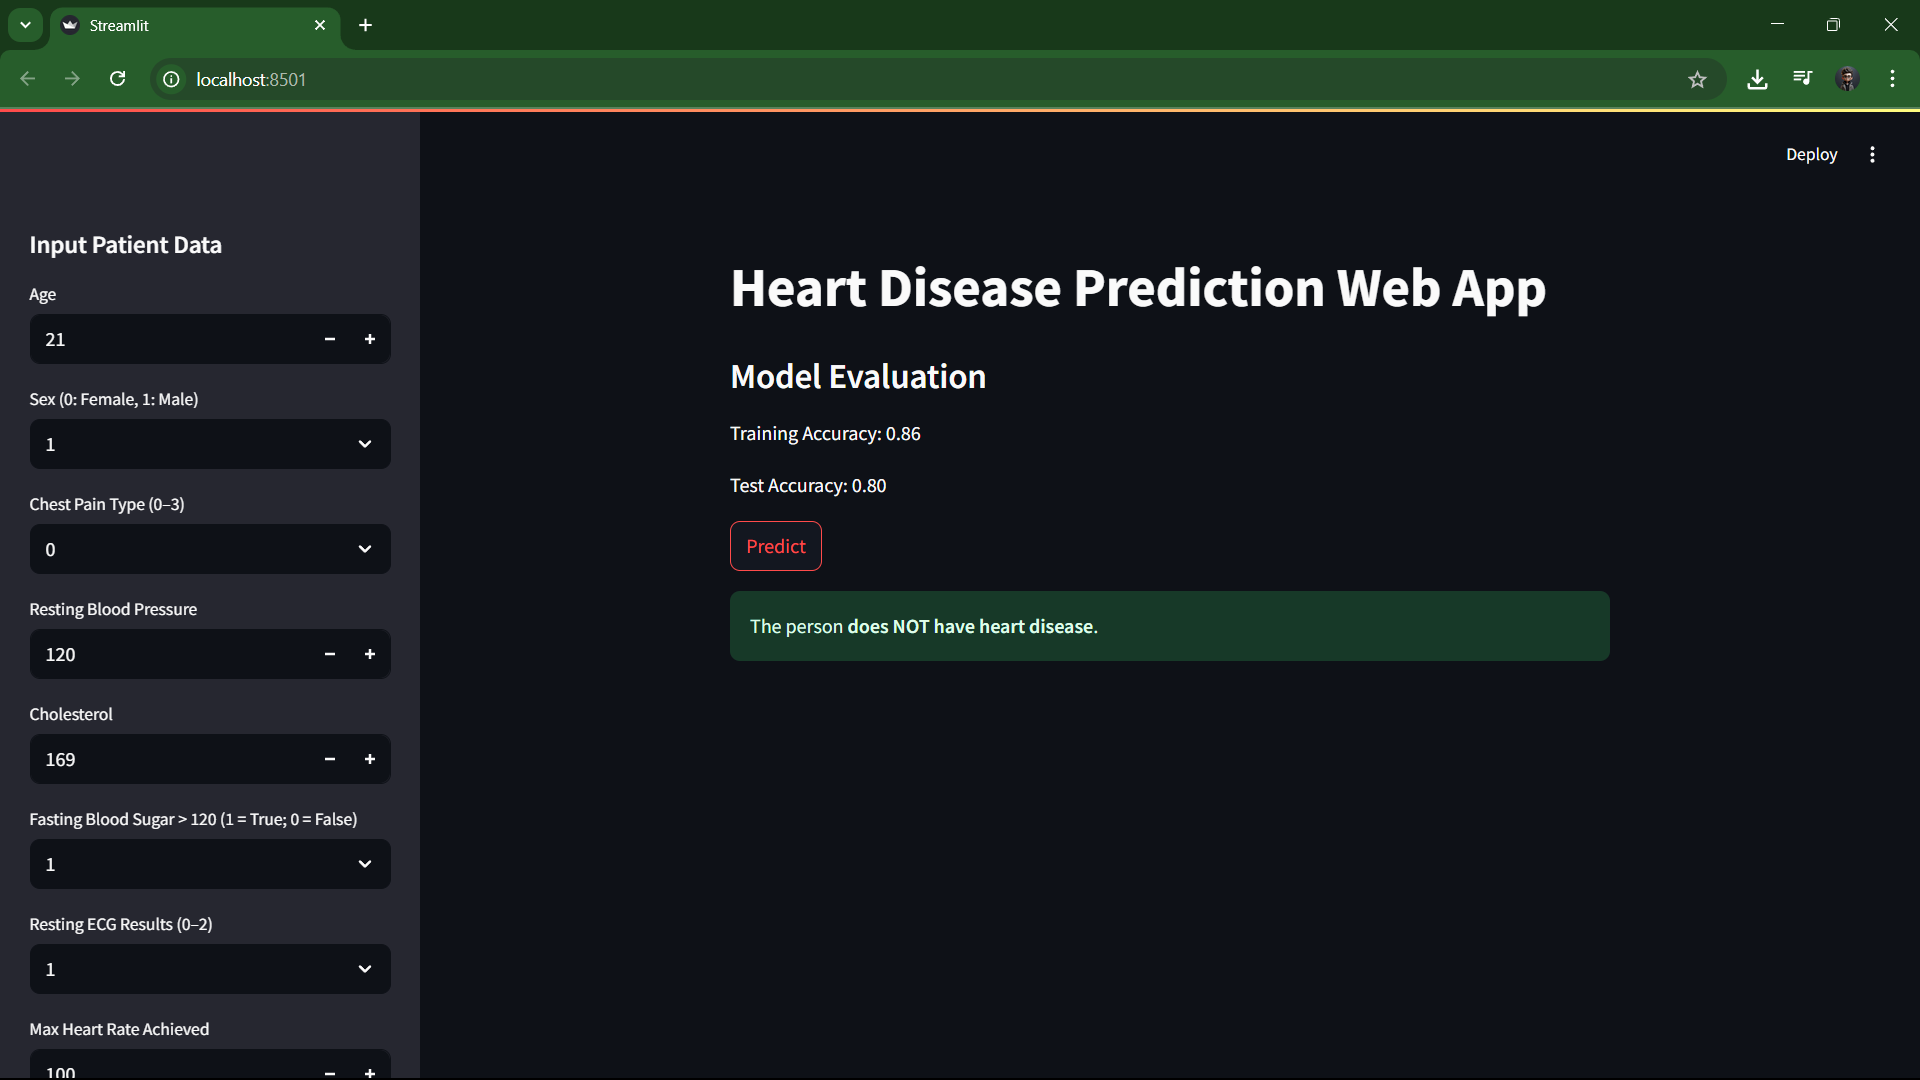 Streamlit
localhost:8501
Deploy
Input Patient Data
Age
21
Sex (0: Female, 1: Male)
1
Chest Pain Type (0–3)
0
Resting Blood Pressure
120
Cholesterol
169
Fasting Blood Sugar > 120 (1 = True; 0 = False)
1
Resting ECG Results (0–2)
1
Max Heart Rate Achieved
100
Heart Disease Prediction Web App
Model Evaluation
Training Accuracy: 0.86
Test Accuracy: 0.80
Predict
The person does NOT have heart disease.